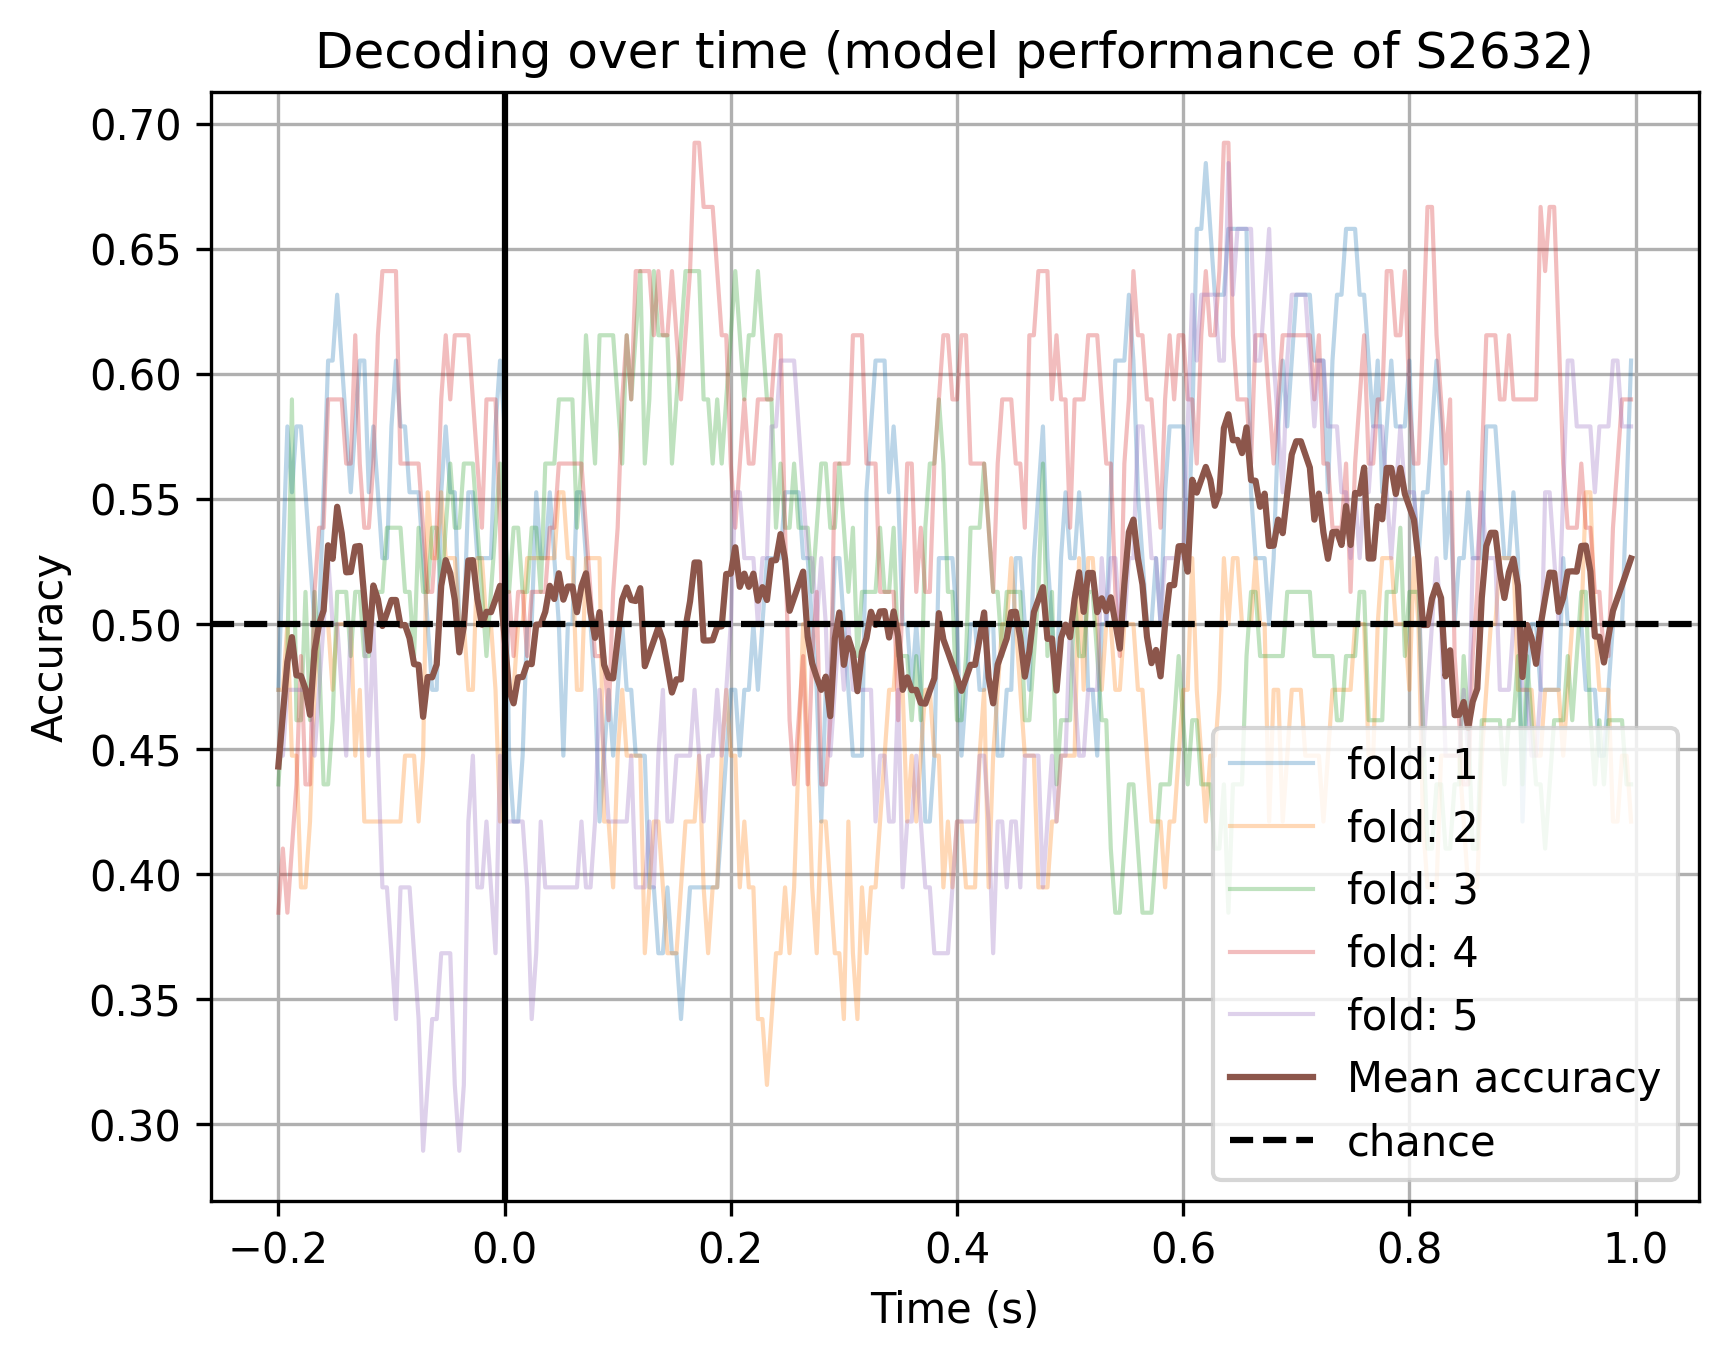 Decoding over time (model performance of S2632)
Accuracy
0.70
0.65
0.60
0.55
0.50
0.45
0.40
0.35
0.30
−0.2
0.0
0.2
0.4
0.6
0.8
1.0
Time (s)
fold: 1
fold: 2
fold: 3
fold: 4
fold: 5
Mean accuracy
chance